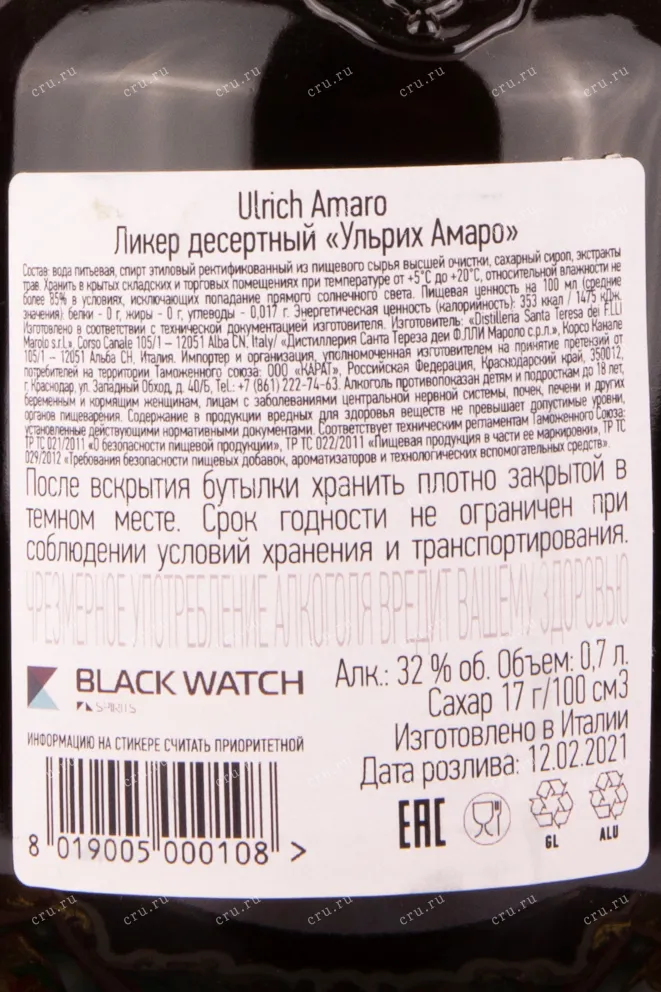 Ulrich Amaro
Ликер десертный «Ульрих Амаро»
Состав: вода питьевая, спирт этиловый ректификованный из пищевого сырья высшей очистки, сахарный сироп, экстракты
трав. Хранить в крытых складских и торговых помещениях при температуре от +5°С до +20°С, относительной влажности не
более 85% в условиях, исключающих попадание прямого солнечного света. Пищевая ценность на 100 мл (средние
значения): белки - 0 г, жиры - 0 г, углеводы - 0,017 г. Энергетическая ценность (калорийность): 353 ккал / 1475 кДж.
Изготовлено в соответствии с технической документацией изготовителя. Изготовитель: «Distilleria Santa Teresa dei F.LLI
Marolo s.r.l.», Corso Canale 105/1 – 12051 Alba CN, Italy/ «Дистиллерия Санта Тереза деи Ф.ЛЛИ Мароло с.р.л.», Корсо Канале
105/1 – 12051 Альба CH, Италия. Импортер и организация, уполномоченная изготовителем на принятие претензий от
потребителей на территории Таможенного союза: ООО «КАРАТ», Российская Федерация, Краснодарский край, 350012,
г. Краснодар, ул. Западный Обход, д. 40/Б, Тел.: +7 (861) 222-74-63. Алкоголь противопоказан детям и подросткам до 18 лет,
беременным и кормящим женщинам, лицам с заболеваниями центральной нервной системы, почек, печени и других
органов пищеварения. Содержание в продукции вредных для здоровья веществ не превышает допустимые уровни,
установленные действующими нормативными документами. Соответствует техническим регламентам Таможенного Союза:
ТР ТС 021/2011 «О безопасности пищевой продукции», ТР ТС 022/2011 «Пищевая продукция в части ее маркировки», ТР ТС
029/2012 «Требования безопасности пищевых добавок, ароматизаторов и технологических вспомогательных средств».
После вскрытия бутылки хранить плотно закрытой в
темном месте. Срок годности не ограничен при
соблюдении условий хранения и транспортирования.
ЧРЕЗМЕРНОЕ УПОТРЕБЛЕНИЕ АЛКОГОЛЯ ВРЕДИТ ВАШЕМУ ЗДОРОВЬЮ
BLACK WATCH
SPIRITS
Алк.: 32 % об. Объем: 0,7 л.
Сахар 17 г/100 см3
Изготовлено в Италии
Дата розлива: 12.02.2021
ИНФОРМАЦИЮ НА СТИКЕРЕ СЧИТАТЬ ПРИОРИТЕТНОЙ
8 019005 000108 >
EAC
GL
ALU
cru.ru